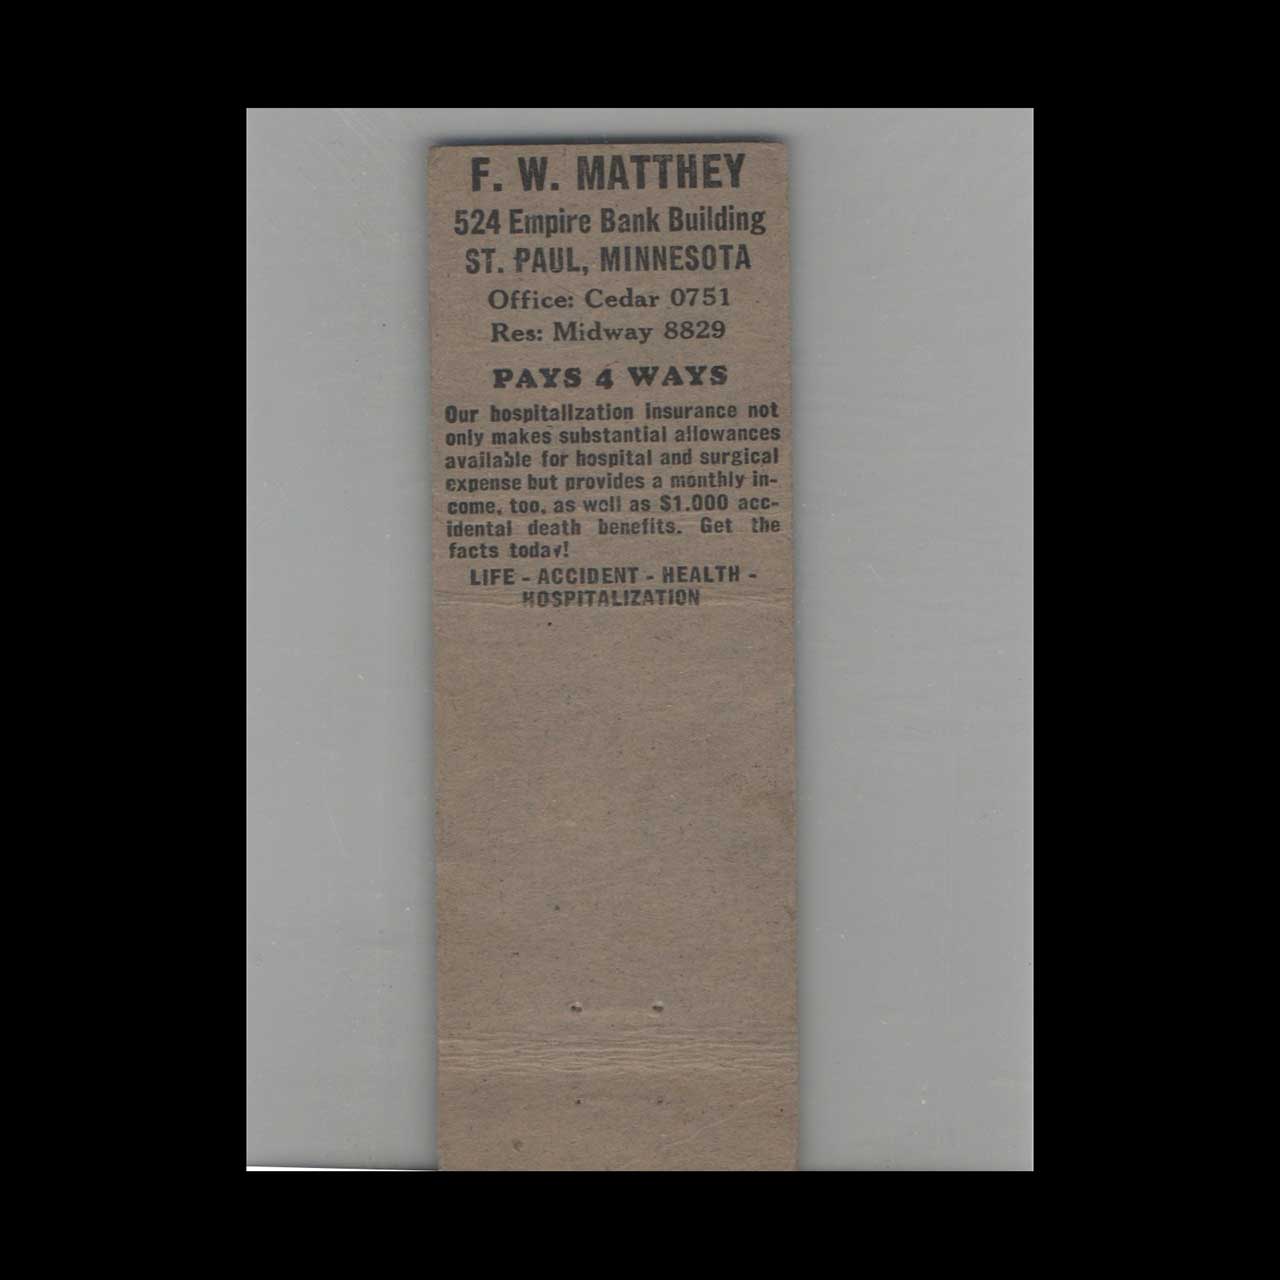 F. W. MATTHEY
524 Empire Bank Building
ST. PAUL, MINNESOTA
Office: Cedar 0751
Res: Midway 8829
PAYS 4 WAYS
Our hospitalization insurance not
only makes substantial allowances
available for hospital and surgical
expense but provides a monthly in-
come, too, as well as $1.000 acc-
idental death benefits. Get the
facts today!
LIFE - ACCIDENT - HEALTH -
HOSPITALIZATION